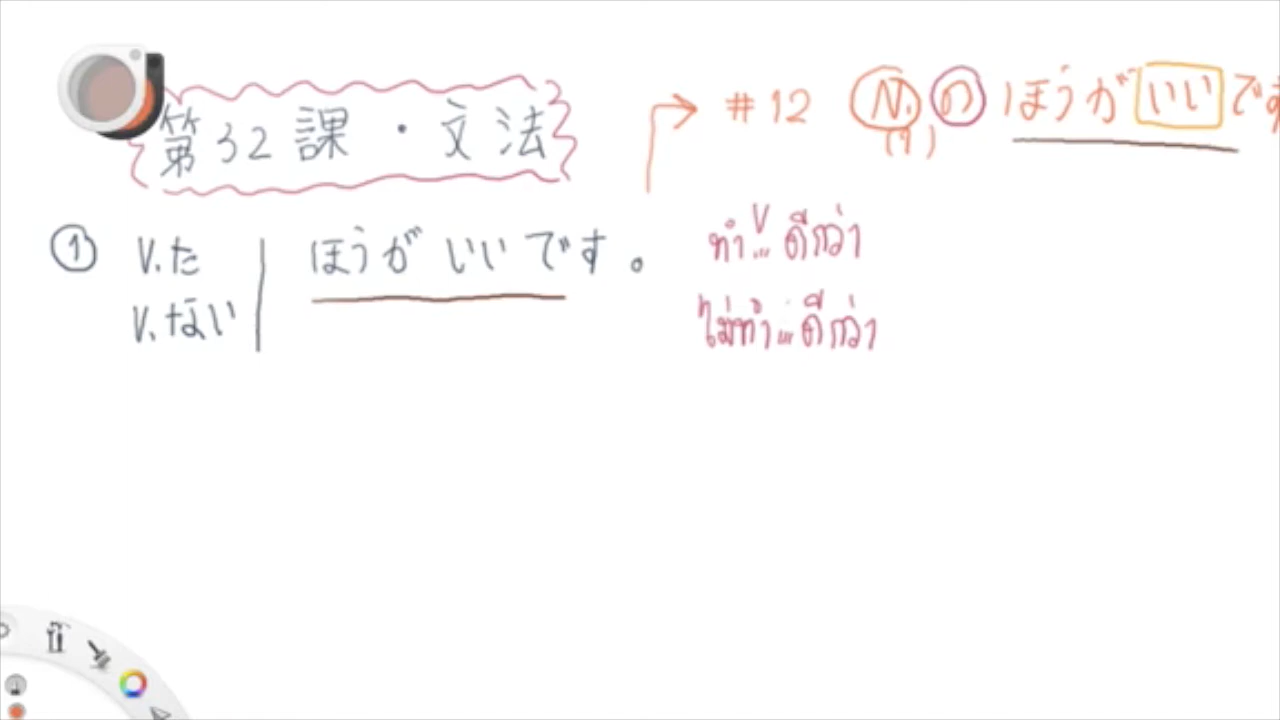 第32課・文法
#12 N.のほうがいいです
(1)
① V.た ほうがいいです。
V.ない
ทำ V... ดีกว่า
ไม่ทำ... ดีกว่า